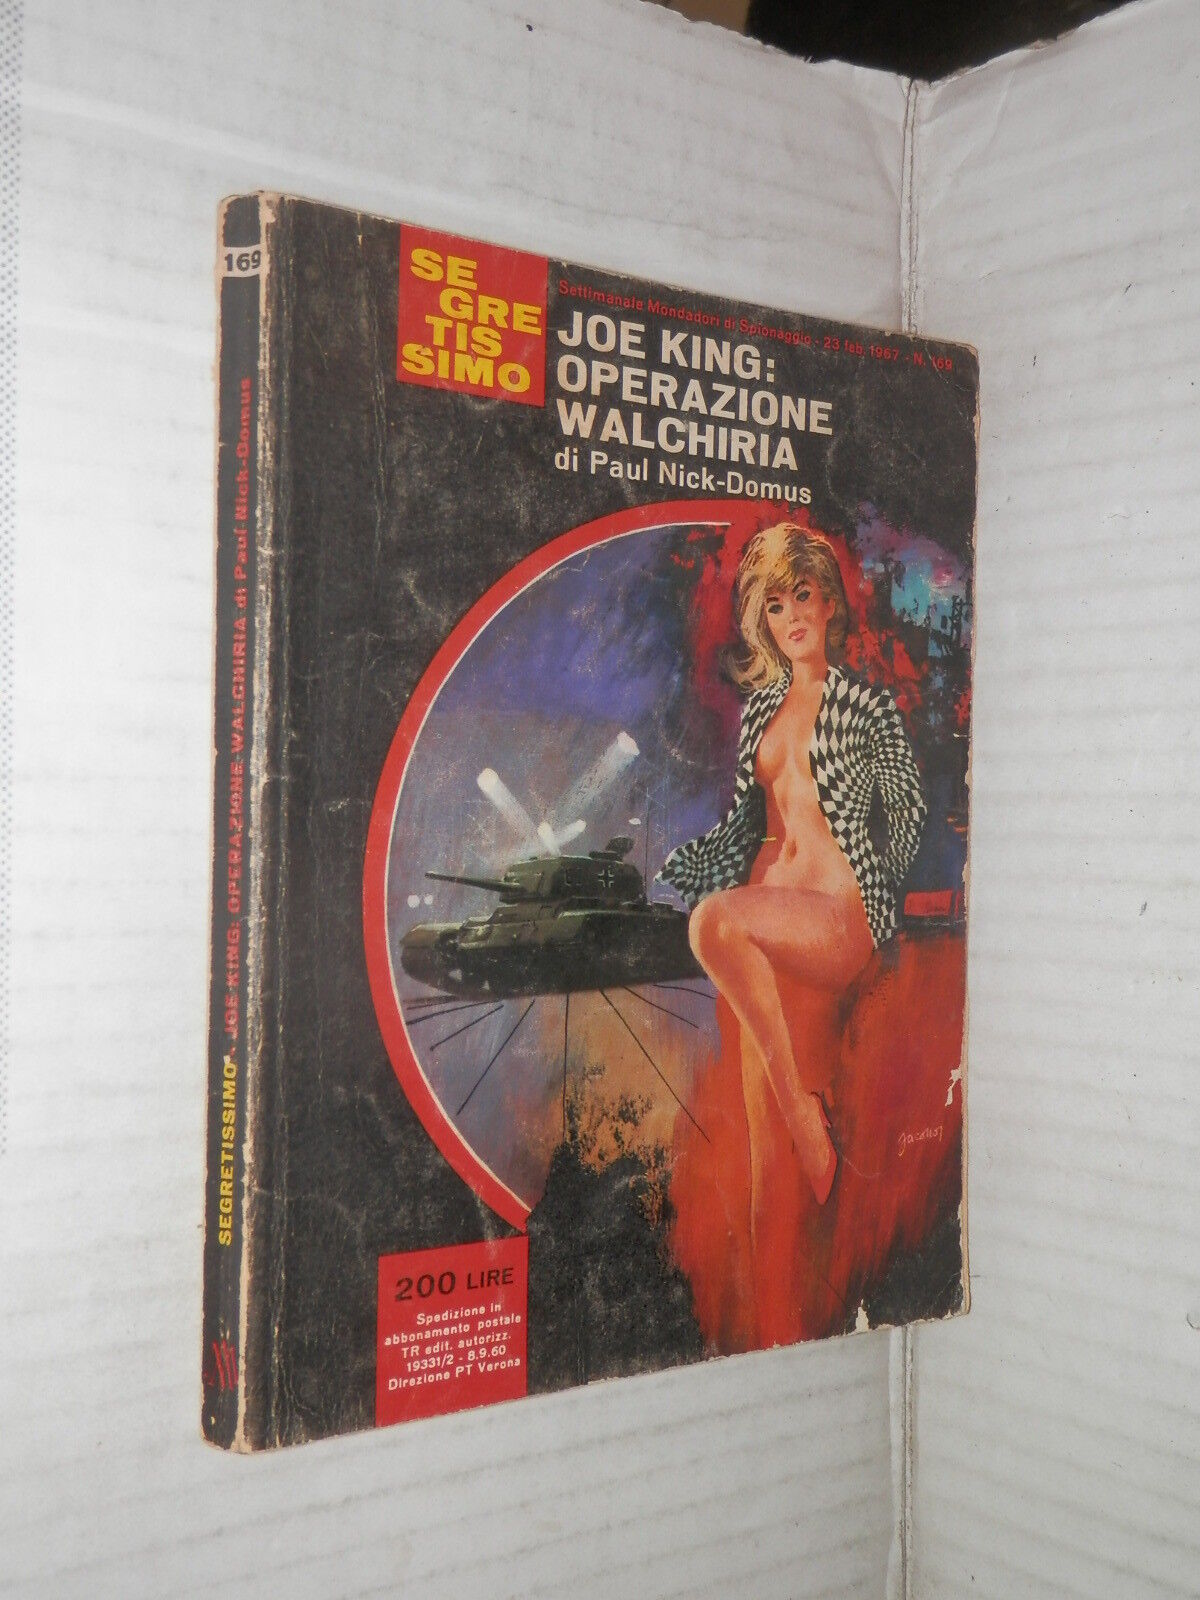 169
SEGRETISSIMO - JOE KING: OPERAZIONE WALCHIRIA di Paul Nick-Domus
SE
GRE
TIS
SIMO
Settimanale Mondadori di Spionaggio - 23 feb. 1967 - N. 169
JOE KING:
OPERAZIONE
WALCHIRIA
di Paul Nick-Domus
200 LIRE
Spedizione in
abbonamento postale
TR edit. autorizz.
19331/2 - 8.9.60
Direzione PT Verona